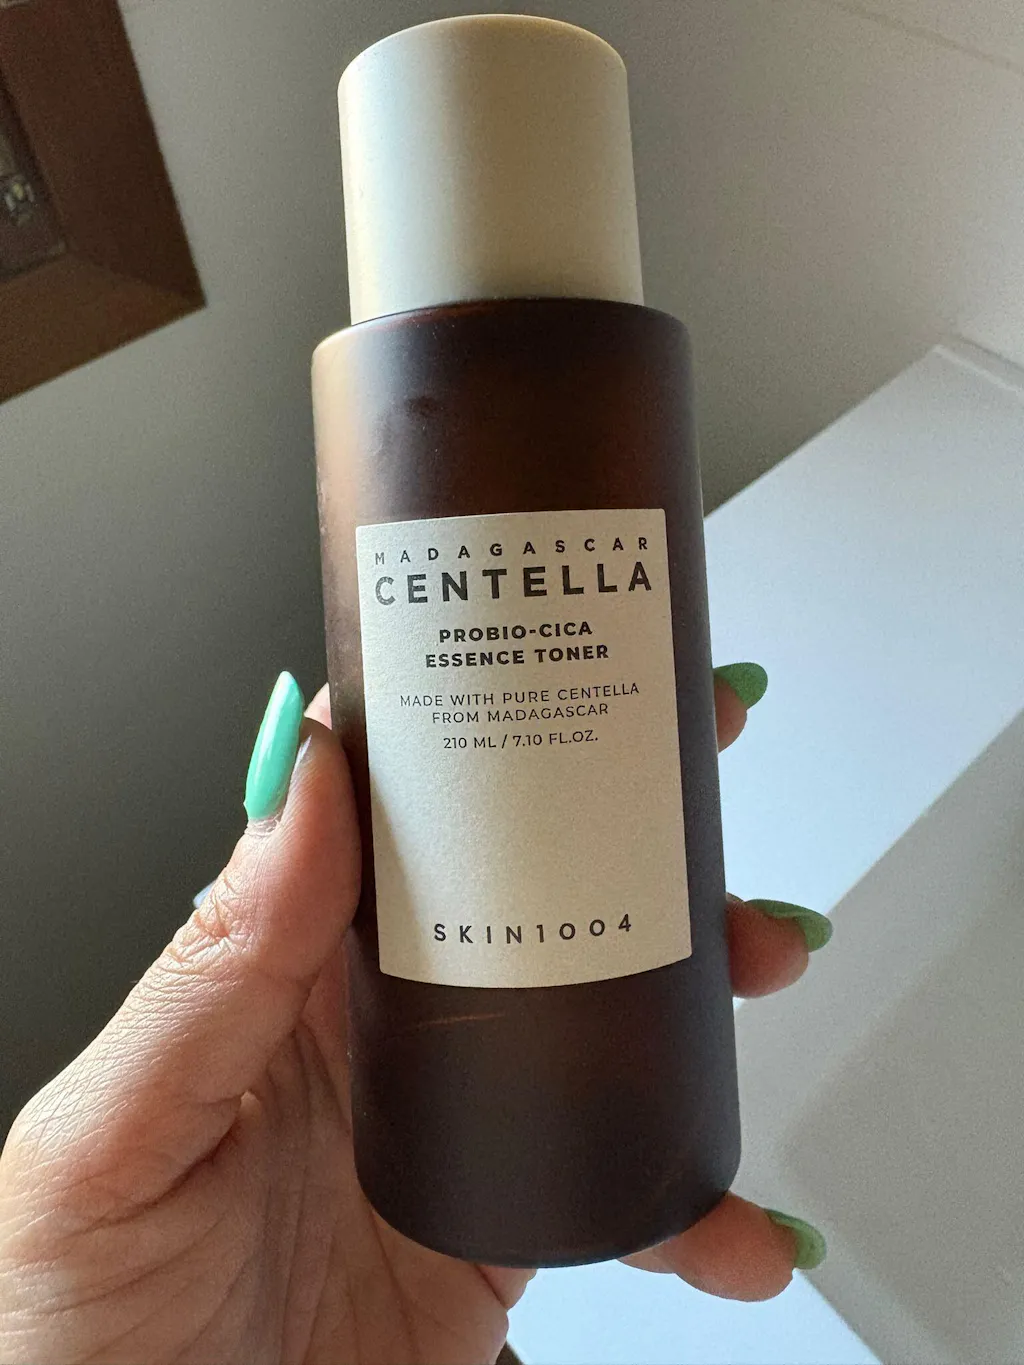 MADAGASCAR
CENTELLA
PROBIO-CICA
ESSENCE TONER
MADE WITH PURE CENTELLA
FROM MADAGASCAR
210 ML / 7.10 FL.OZ.
SKIN1004